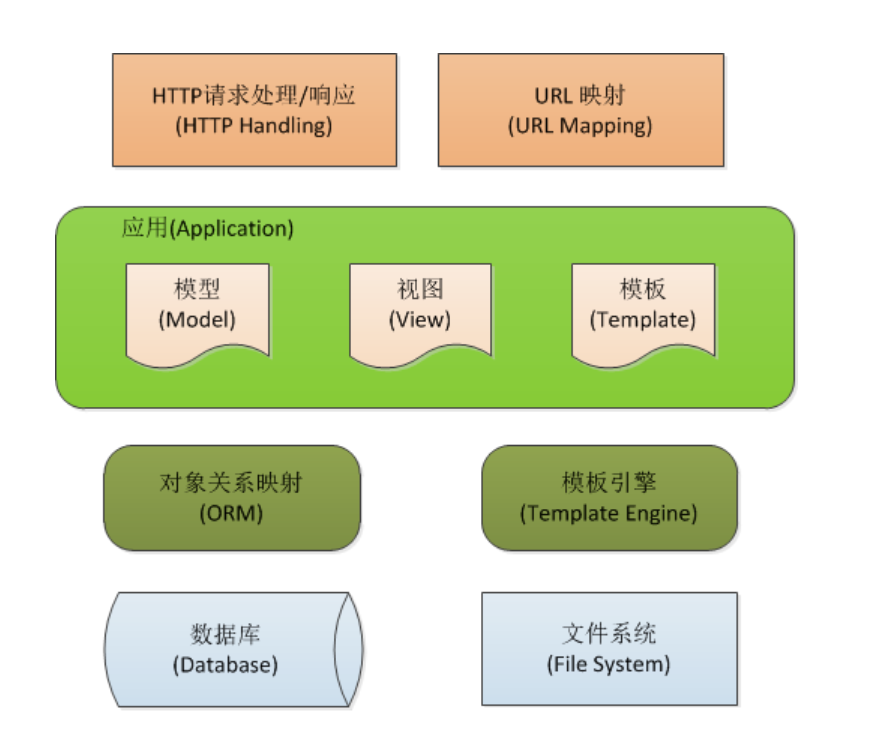 HTTP请求处理/响应
(HTTP Handling)
URL 映射
(URL Mapping)
应用(Application)
模型
(Model)
视图
(View)
模板
(Template)
对象关系映射
(ORM)
模板引擎
(Template Engine)
数据库
(Database)
文件系统
(File System)